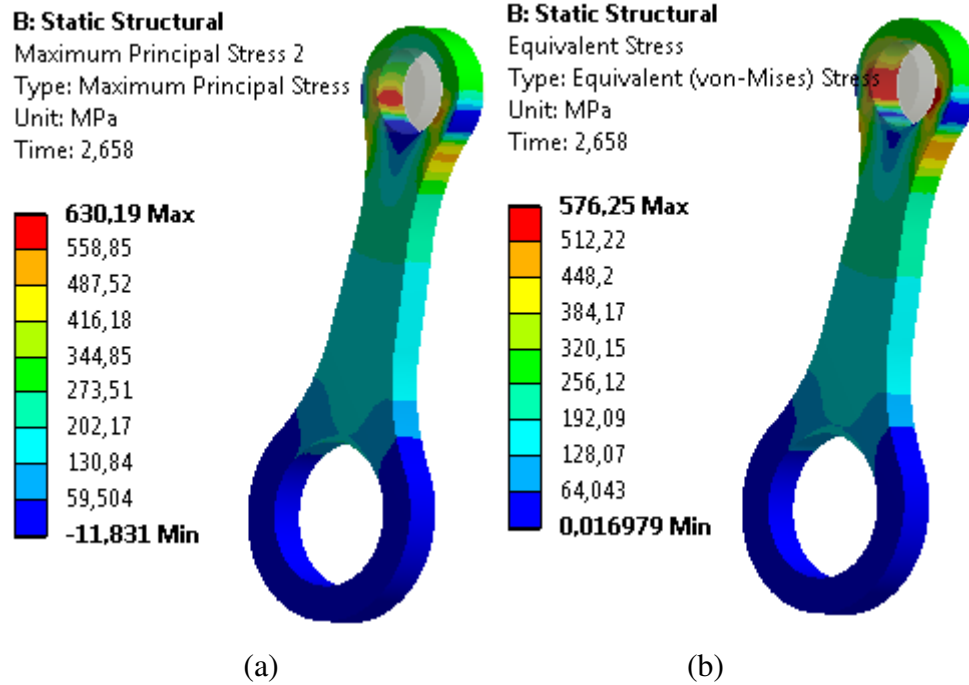 B: Static Structural
Maximum Principal Stress 2
Type: Maximum Principal Stress
Unit: MPa
Time: 2,658
630,19 Max
558,85
487,52
416,18
344,85
273,51
202,17
130,84
59,504
-11,831 Min
(a)
B: Static Structural
Equivalent Stress
Type: Equivalent (von-Mises) Stress
Unit: MPa
Time: 2,658
576,25 Max
512,22
448,2
384,17
320,15
256,12
192,09
128,07
64,043
0,016979 Min
(b)